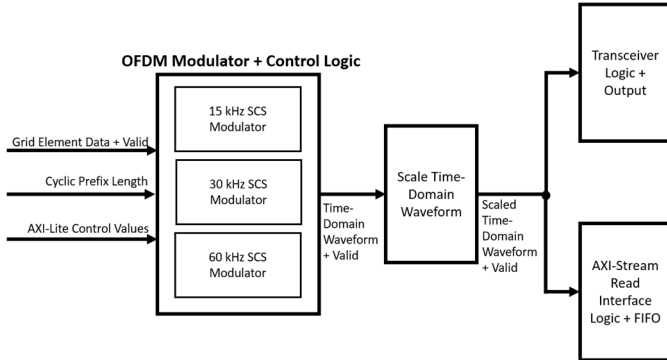 OFDM Modulator + Control Logic
15 kHz SCS
Modulator
30 kHz SCS
Modulator
60 kHz SCS
Modulator
Grid Element Data + Valid
Cyclic Prefix Length
AXI-Lite Control Values
Time-
Domain
Waveform
+ Valid
Scale Time-
Domain
Waveform
Scaled
Time-
Domain
Waveform
+ Valid
Transceiver
Logic +
Output
AXI-Stream
Read
Interface
Logic + FIFO